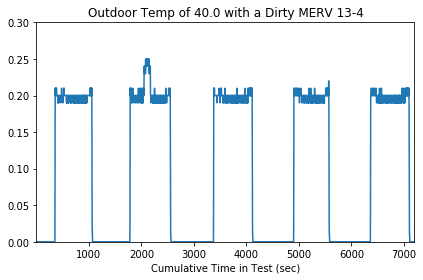 Outdoor Temp of 40.0 with a Dirty MERV 13-4
0.30
0.25
0.20
0.15
0.10
0.05
0.00
1000 2000 3000 4000 5000 6000 7000
Cumulative Time in Test (sec)